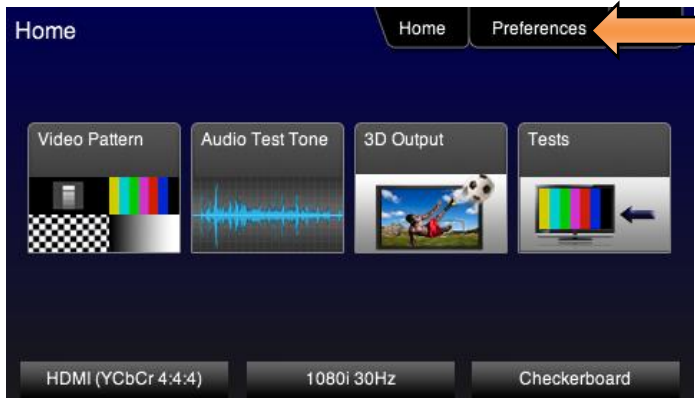 Home
Home
Preferences
Video Pattern
Audio Test Tone
3D Output
Tests
HDMI (YCbCr 4:4:4)
1080i 30Hz
Checkerboard